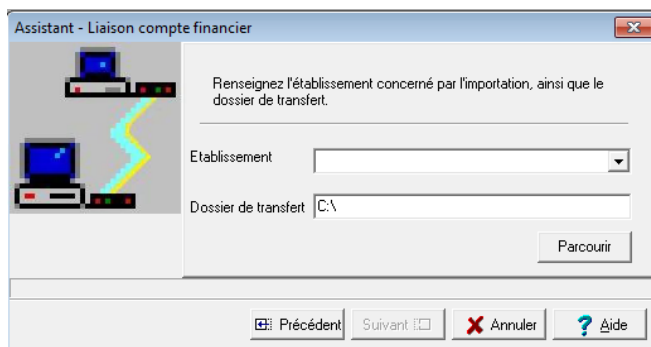 Assistant - Liaison compte financier
Renseignez l'établissement concerné par l'importation, ainsi que le
dossier de transfert.
Etablissement
Dossier de transfert C:\
Parcourir
Précédent Suivant Annuler ? Aide